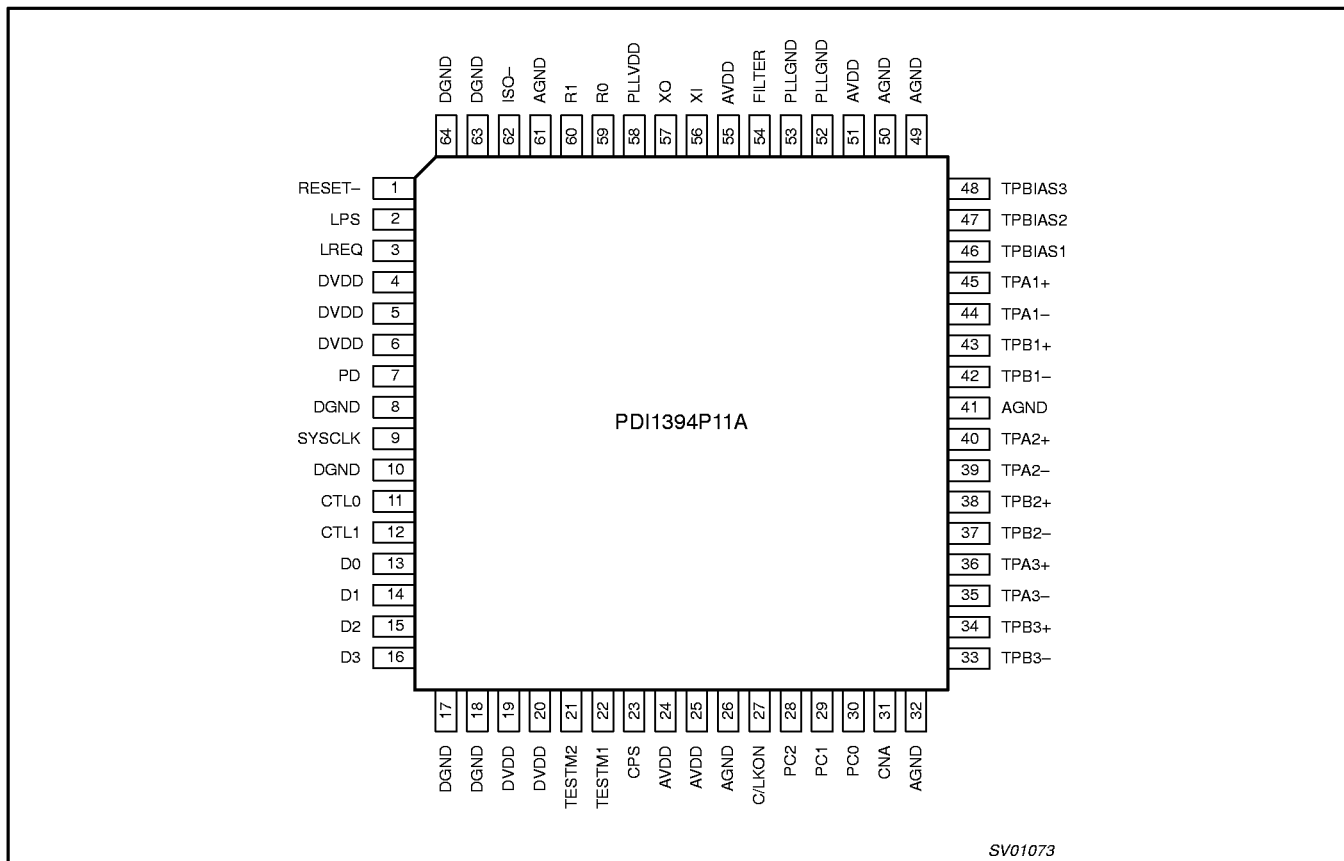 DGND DGND ISO– AGND R1 R0 PLLVDD XO XI AVDD FILTER PLLGND PLLGND AVDD AGND AGND
64 63 62 61 60 59 58 57 56 55 54 53 52 51 50 49
RESET– 1 48 TPBIAS3
LPS 2 47 TPBIAS2
LREQ 3 46 TPBIAS1
DVDD 4 45 TPA1+
DVDD 5 44 TPA1–
DVDD 6 43 TPB1+
PD 7 42 TPB1–
DGND 8 41 AGND
PDI1394P11A
SYSCLK 9 40 TPA2+
DGND 10 39 TPA2–
CTL0 11 38 TPB2+
CTL1 12 37 TPB2–
D0 13 36 TPA3+
D1 14 35 TPA3–
D2 15 34 TPB3+
D3 16 33 TPB3–
17 18 19 20 21 22 23 24 25 26 27 28 29 30 31 32
DGND DGND DVDD DVDD TESTM2 TESTM1 CPS AVDD AVDD AGND C/LKON PC2 PC1 PC0 CNA AGND
SV01073